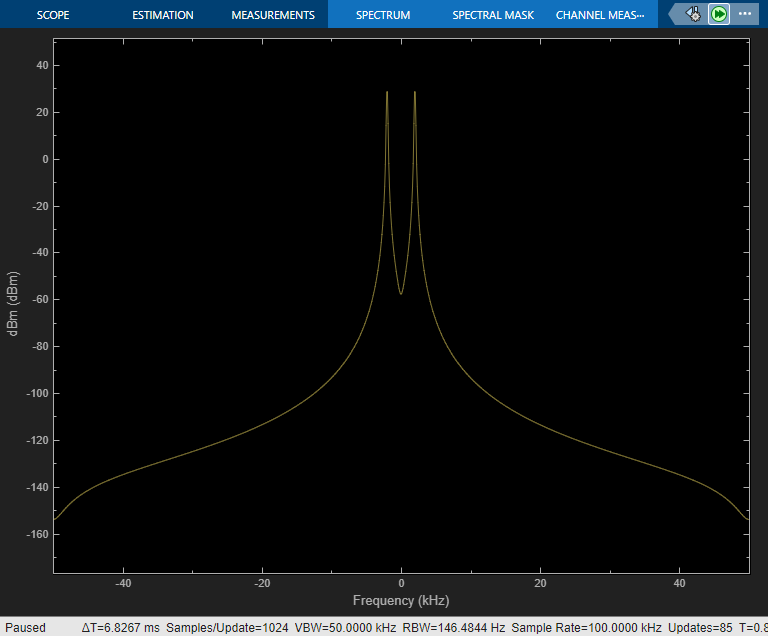 SCOPE ESTIMATION MEASUREMENTS SPECTRUM SPECTRAL MASK CHANNEL MEAS...
40
20
0
-20
-40
-60
-80
-100
-120
-140
-160
dBm (dBm)
-40 -20 0 20 40
Frequency (kHz)
Paused ΔT=6.8267 ms Samples/Update=1024 VBW=50.0000 kHz RBW=146.4844 Hz Sample Rate=100.0000 kHz Updates=85 T=0.8